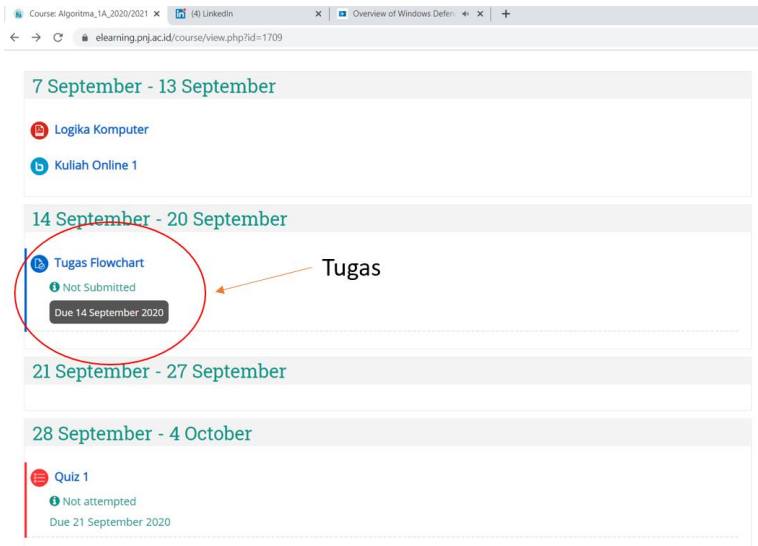 Course: Algoritma_1A_2020/2021
(4) LinkedIn
Overview of Windows Defen
elearning.pnj.ac.id/course/view.php?id=1709
7 September - 13 September
Logika Komputer
Kuliah Online 1
14 September - 20 September
Tugas Flowchart
Tugas
Not Submitted
Due 14 September 2020
21 September - 27 September
28 September - 4 October
Quiz 1
Not attempted
Due 21 September 2020